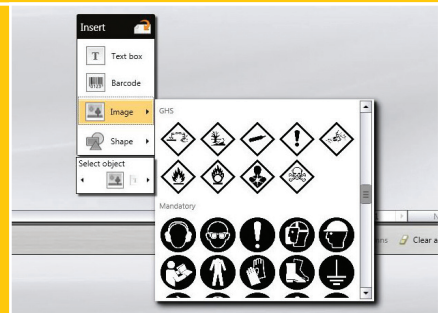 Insert
T Text box
Barcode
Image
Shape
Select object
GHS
Mandatory
Clear a